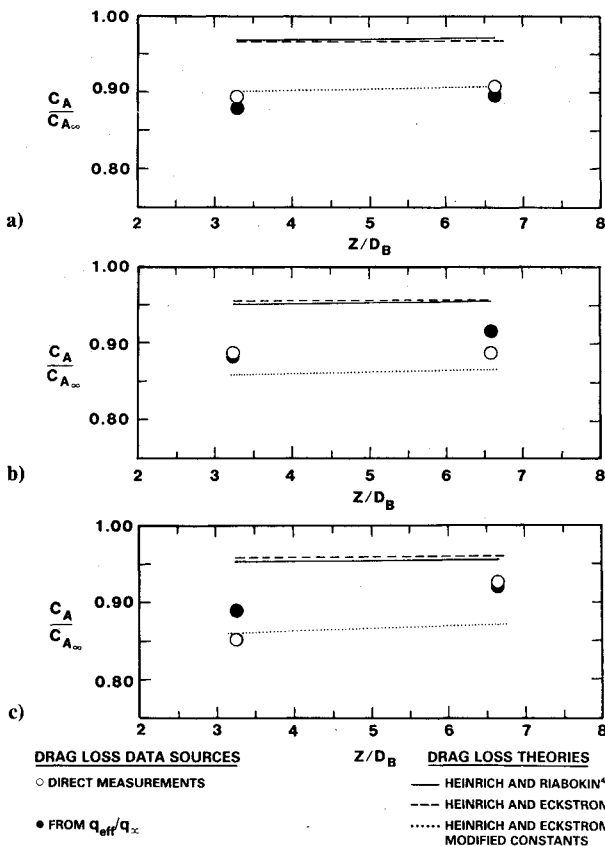 1.00
0.90
0.80
C_A
C_A∞
2 3 4 5 6 7 8
a)
Z/D_B
1.00
0.90
0.80
C_A
C_A∞
2 3 4 5 6 7 8
b)
Z/D_B
1.00
0.90
0.80
C_A
C_A∞
2 3 4 5 6 7 8
c)
Z/D_B
DRAG LOSS DATA SOURCES
○ DIRECT MEASUREMENTS
● FROM q_eff/q_∞
DRAG LOSS THEORIES
HEINRICH AND RIABOKIN⁴
HEINRICH AND ECKSTROM
HEINRICH AND ECKSTROM
MODIFIED CONSTANTS